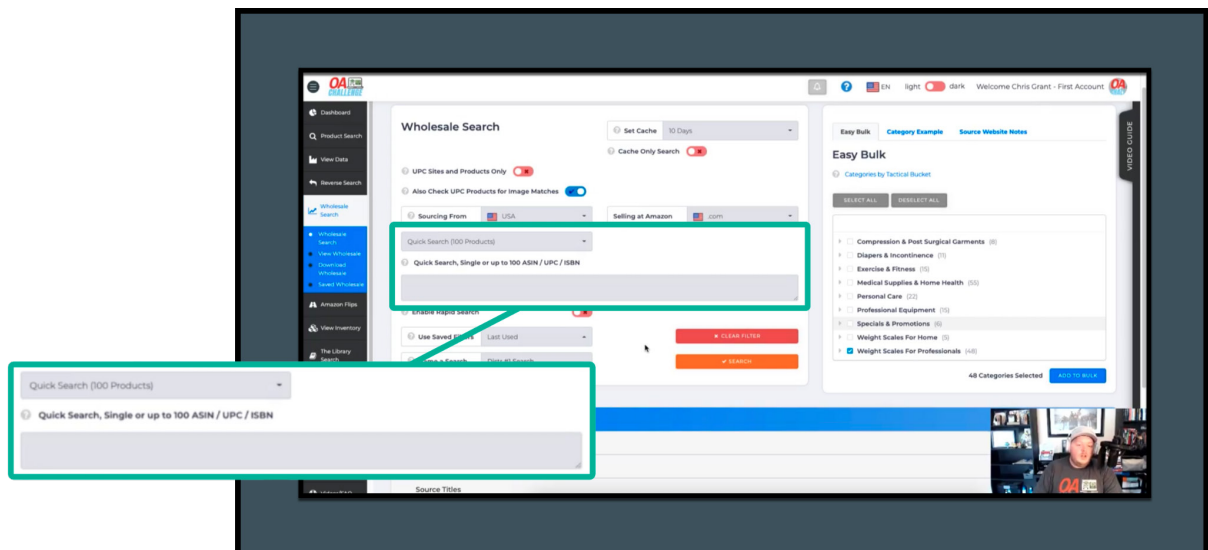 OA
CHALLENGE
EN light dark Welcome Chris Grant - First Account
Dashboard
Product Search
View Data
Reverse Search
Wholesale
Search
Wholesale
Search
View Wholesale
Download
Wholesale
Saved Wholesale
Amazon Flips
View Inventory
The Library
Search
Wholesale Search
Set Cache 10 Days
Cache Only Search
UPC Sites and Products Only
Also Check UPC Products for Image Matches
Sourcing From USA
Selling at Amazon .com
Quick Search (100 Products)
Quick Search, Single or up to 100 ASIN / UPC / ISBN
Enable Rapid Search
Use Saved Filters Last Used
CLEAR FILTER
SEARCH
Easy Bulk Category Example Source Website Notes
Easy Bulk
Categories by Tactical Bucket
SELECT ALL DESELECT ALL
Compression & Post Surgical Garments (8)
Diapers & Incontinence (11)
Exercise & Fitness (15)
Medical Supplies & Home Health (55)
Personal Care (22)
Professional Equipment (15)
Specials & Promotions (6)
Weight Scales For Home (5)
Weight Scales For Professionals (48)
48 Categories Selected ADD TO BULK
VIDEO GUIDE
Quick Search (100 Products)
Quick Search, Single or up to 100 ASIN / UPC / ISBN
Source Titles
OA